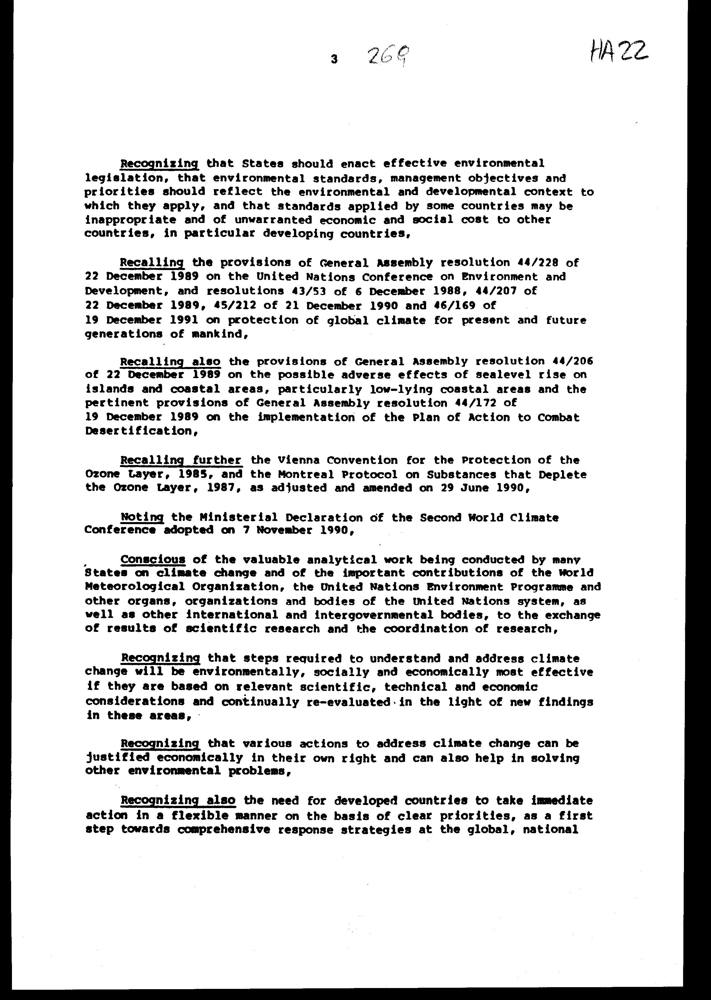 3 269 HA22
Recognizing that States should enact effective environmental
legislation, that environmental standards, management objectives and
priorities should reflect the environmental and developmental context to
which they apply, and that standards applied by some countries may be
inappropriate and of unwarranted economic and social cost to other
countries, in particular developing countries,
Recalling the provisions of General Assembly resolution 44/228 of
22 December 1989 on the United Nations Conference on Environment and
Development, and resolutions 43/53 of 6 December 1988, 44/207 of
22 December 1989, 45/212 of 21 December 1990 and 46/169 of
19 December 1991 on protection of global climate for present and future
generations of mankind,
Recalling also the provisions of General Assembly resolution 44/206
of 22 December 1989 on the possible adverse effects of sealevel rise on
islands and coastal areas, particularly low-lying coastal areas and the
pertinent provisions of General Assembly resolution 44/172 of
19 December 1989 on the implementation of the Plan of Action to Combat
Desertification,
Recalling further the Vienna Convention for the Protection of the
Ozone Layer, 1985, and the Montreal Protocol on Substances that Deplete
the Ozone Layer, 1987, as adjusted and amended on 29 June 1990,
Noting the Ministerial Declaration of the Second World Climate
Conference adopted on 7 November 1990,
Conscious of the valuable analytical work being conducted by many
States on climate change and of the important contributions of the World
Meteorological Organization, the United Nations Environment Programme and
other organs, organizations and bodies of the United Nations system, as
well as other international and intergovernmental bodies, to the exchange
of results of scientific research and the coordination of research,
Recognizing that steps required to understand and address climate
change will be environmentally, socially and economically most effective
if they are based on relevant scientific, technical and economic
considerations and continually re-evaluated in the light of new findings
in these areas,
Recognizing that various actions to address climate change can be
justified economically in their own right and can also help in solving
other environmental problems,
Recognizing also the need for developed countries to take immediate
action in a flexible manner on the basis of clear priorities, as a first
step towards comprehensive response strategies at the global, national